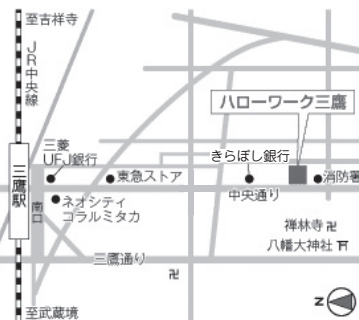 至吉祥寺
JR中央線
ハローワーク三鷹
三菱
UFJ銀行
東急ストア
きらぼし銀行
消防署
三鷹駅
南口
ネオシティ
コラルミタカ
中央通り
禅林寺卍
八幡大神社
三鷹通り
卍
至武蔵境
N